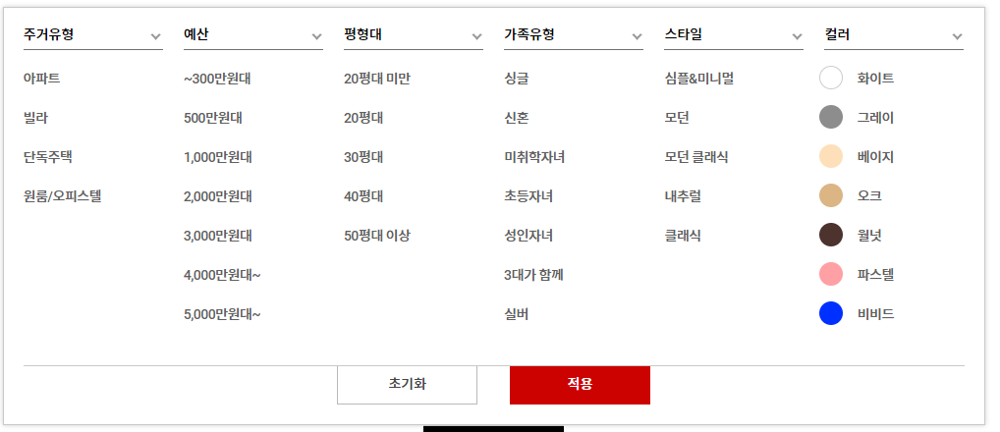 주거유형 예산 평형대 가족유형 스타일 컬러
아파트 ~300만원대 20평대 미만 싱글 심플&미니멀 화이트
빌라 500만원대 20평대 신혼 모던 그레이
단독주택 1,000만원대 30평대 미취학자녀 모던 클래식 베이지
원룸/오피스텔 2,000만원대 40평대 초등자녀 내추럴 오크
3,000만원대 50평대 이상 성인자녀 클래식 월넛
4,000만원대~ 3대가 함께 파스텔
5,000만원대~ 실버 비비드
초기화 적용